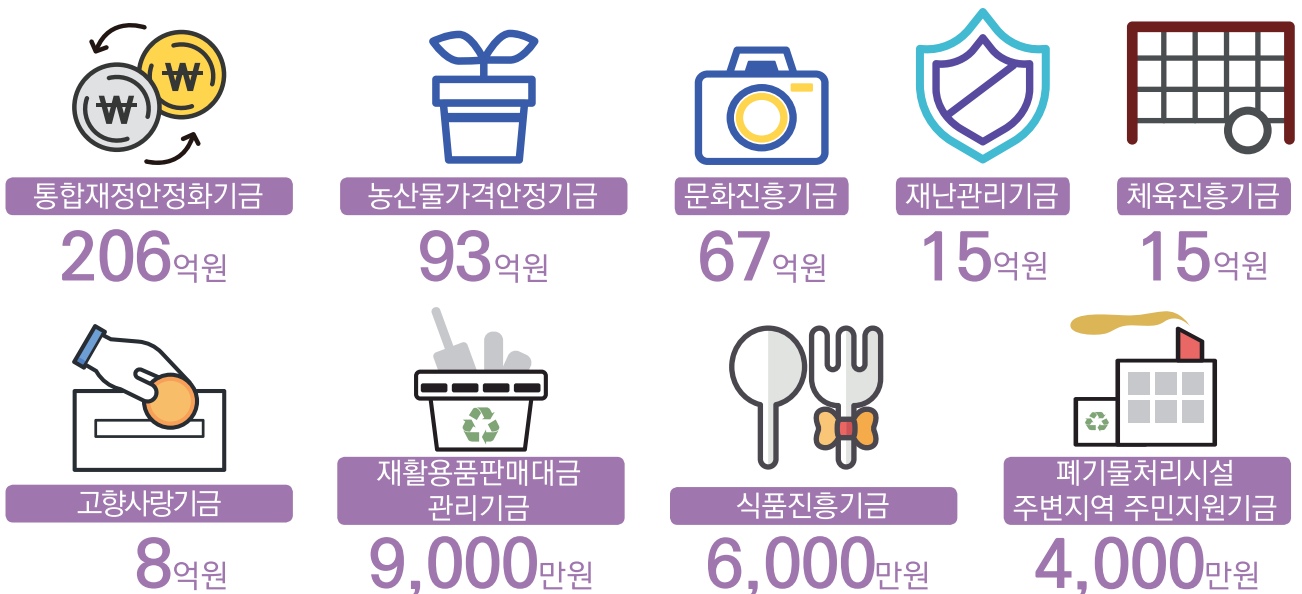 통합재정안정화기금
206억원
농산물가격안정기금
93억원
문화진흥기금
67억원
재난관리기금
15억원
체육진흥기금
15억원
고향사랑기금
8억원
재활용품판매대금
관리기금
9,000만원
식품진흥기금
6,000만원
폐기물처리시설
주변지역 주민지원기금
4,000만원